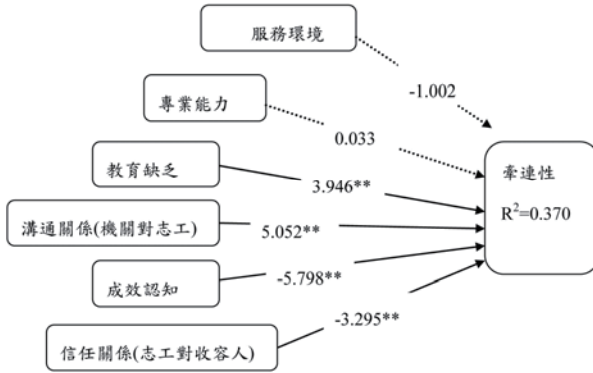 服務環境
-1.002
專業能力
0.033
教育缺乏
3.946**
牽連性
R²=0.370
溝通關係(機關對志工)
5.052**
成效認知
-5.798**
信任關係(志工對收容人)
-3.295**